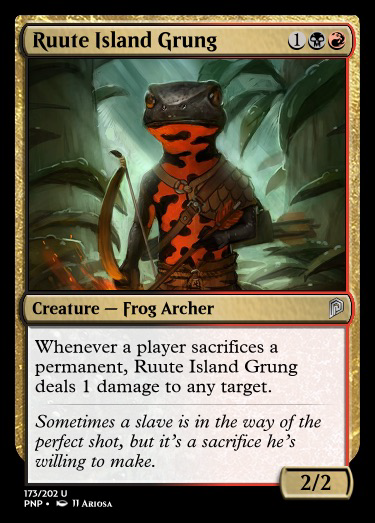 Ruute Island Grung 1
Creature — Frog Archer
Whenever a player sacrifices a
permanent, Ruute Island Grung
deals 1 damage to any target.
Sometimes a slave is in the way of the
perfect shot, but it's a sacrifice he's
willing to make.
2/2
173/202 U
PNP • JJ Ariosa